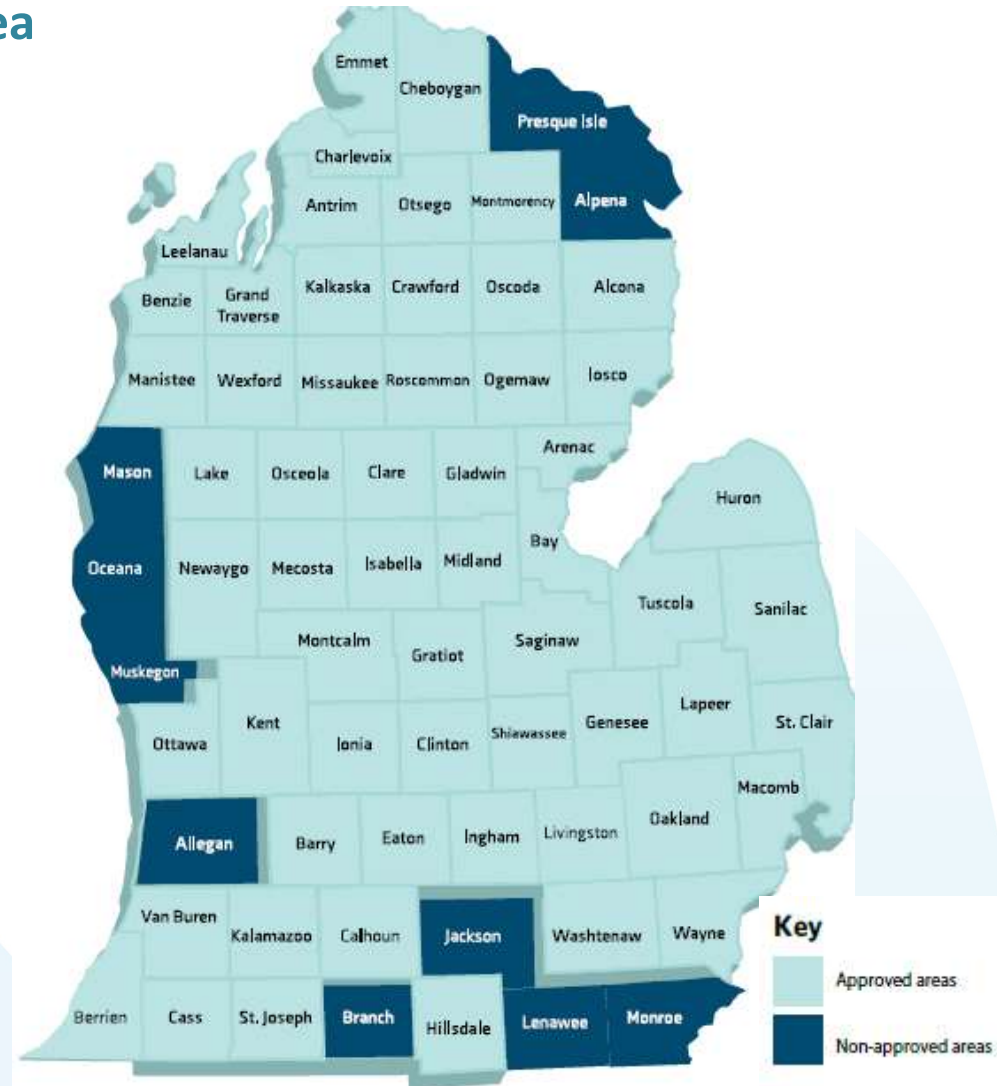 ea
Emmet
Cheboygan
Presque Isle
Charlevoix
Antrim
Otsego
Montmorency
Alpena
Leelanau
Benzie
Grand
Traverse
Kalkaska
Crawford
Oscoda
Alcona
Manistee
Wexford
Missaukee
Roscommon
Ogemaw
Iosco
Arenac
Mason
Lake
Osceola
Clare
Gladwin
Huron
Bay
Oceana
Newaygo
Mecosta
Isabella
Midland
Tuscola
Sanilac
Montcalm
Gratiot
Saginaw
Muskegon
Kent
Ottawa
Ionia
Clinton
Shiawassee
Genesee
Lapeer
St. Clair
Macomb
Oakland
Allegan
Barry
Eaton
Ingham
Livingston
Van Buren
Kalamazoo
Calhoun
Jackson
Washtenaw
Wayne
Berrien
Cass
St. Joseph
Branch
Hillsdale
Lenawee
Monroe
Key
Approved areas
Non-approved areas